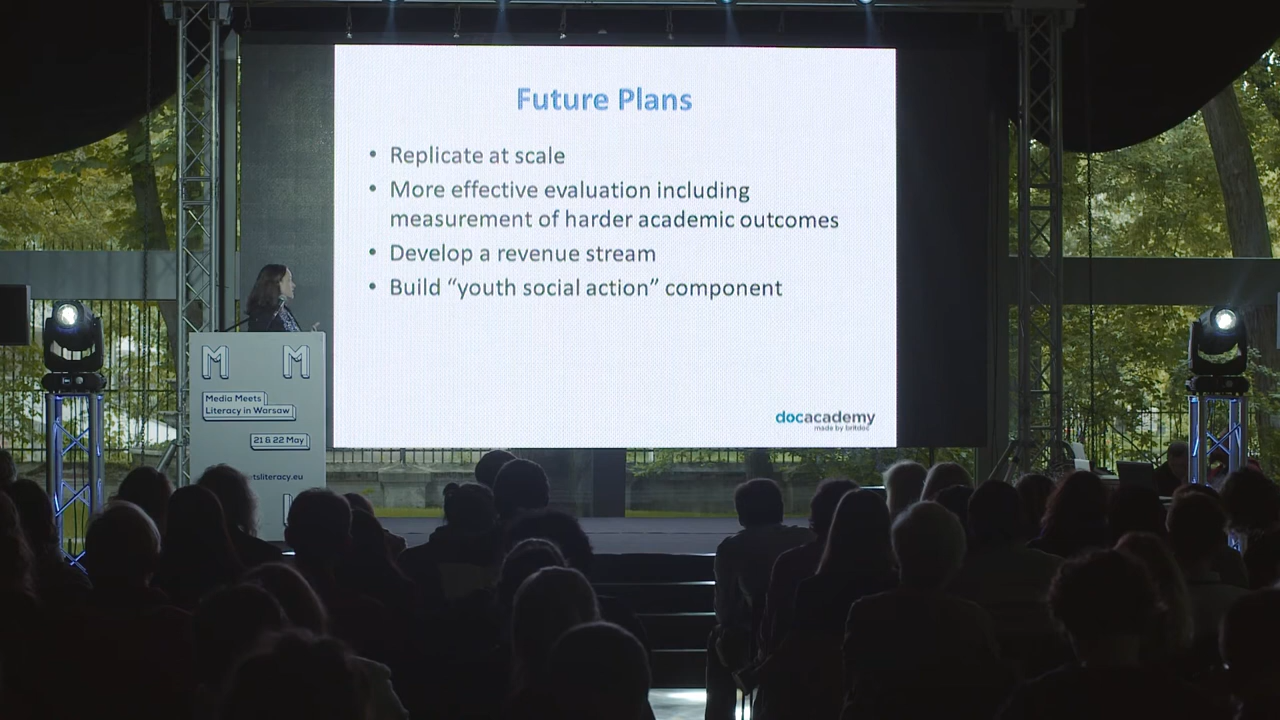 Future Plans
• Replicate at scale
• More effective evaluation including
measurement of harder academic outcomes
• Develop a revenue stream
• Build “youth social action” component
docacademy
made by britdoc
M M
Media Meets
Literacy in Warsaw
21 & 22 May
tsliteracy.eu